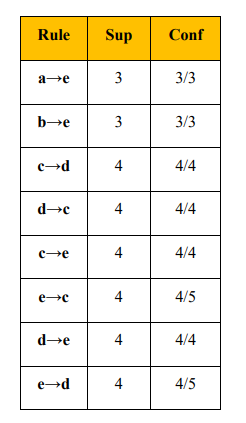 Rule Sup Conf
a→e 3 3/3
b→e 3 3/3
c→d 4 4/4
d→c 4 4/4
c→e 4 4/4
e→c 4 4/5
d→e 4 4/4
e→d 4 4/5